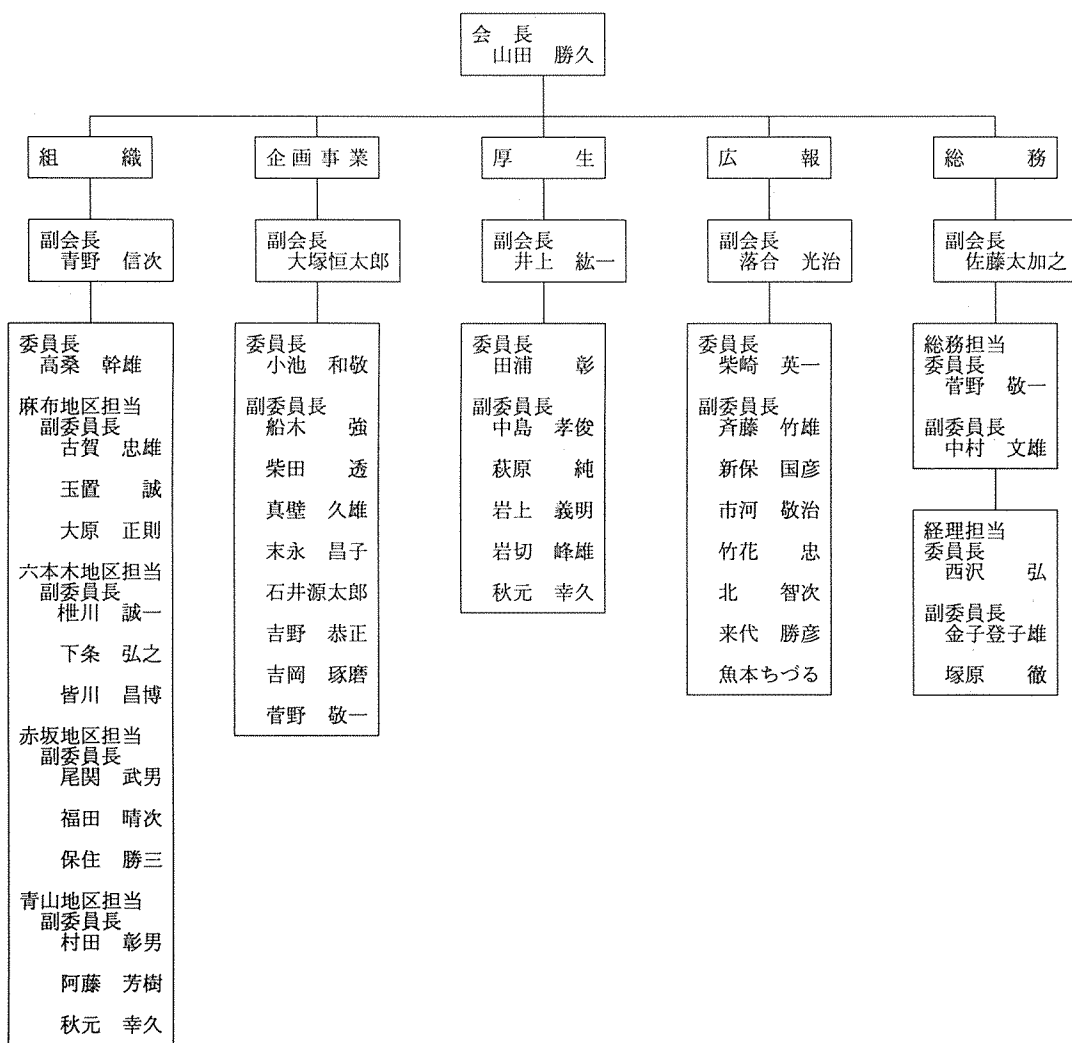 会　長
山田　勝久
組　　織
副会長
青野　信次
委員長
高桑　幹雄
麻布地区担当
副委員長
古賀　忠雄
玉置　　誠
大原　正則
六本木地区担当
副委員長
枻川　誠一
下条　弘之
皆川　昌博
赤坂地区担当
副委員長
尾関　武男
福田　晴次
保住　勝三
青山地区担当
副委員長
村田　彰男
阿藤　芳樹
秋元　幸久
企画事業
副会長
大塚恒太郎
委員長
小池　和敬
副委員長
船木　　強
柴田　　透
真壁　久雄
末永　昌子
石井源太郎
吉野　恭正
吉岡　琢磨
菅野　敬一
厚　　生
副会長
井上　紘一
委員長
田浦　　彰
副委員長
中島　孝俊
萩原　　純
岩上　義明
岩切　峰雄
秋元　幸久
広　　報
副会長
落合　光治
委員長
柴崎　英一
副委員長
斉藤　竹雄
新保　国彦
市河　敬治
竹花　　忠
北　　智次
来代　勝彦
魚本ちづる
総　　務
副会長
佐藤太加之
総務担当
委員長
菅野　敬一
副委員長
中村　文雄
経理担当
委員長
西沢　　弘
副委員長
金子登子雄
塚原　　徹